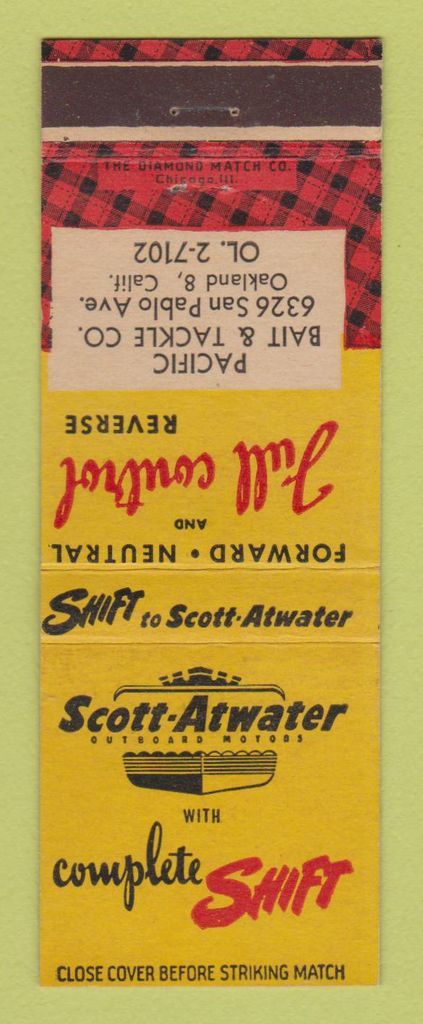 THE DIAMOND MATCH CO.
Chicago, Ill.
PACIFIC
BAIT & TACKLE CO.
6326 San Pablo Ave.
Oakland 8, Calif.
OL. 2-7102
FORWARD • NEUTRAL
AND
REVERSE
Full control
SHIFT to Scott-Atwater
Scott-Atwater
OUTBOARD MOTORS
WITH
complete
SHIFT
CLOSE COVER BEFORE STRIKING MATCH